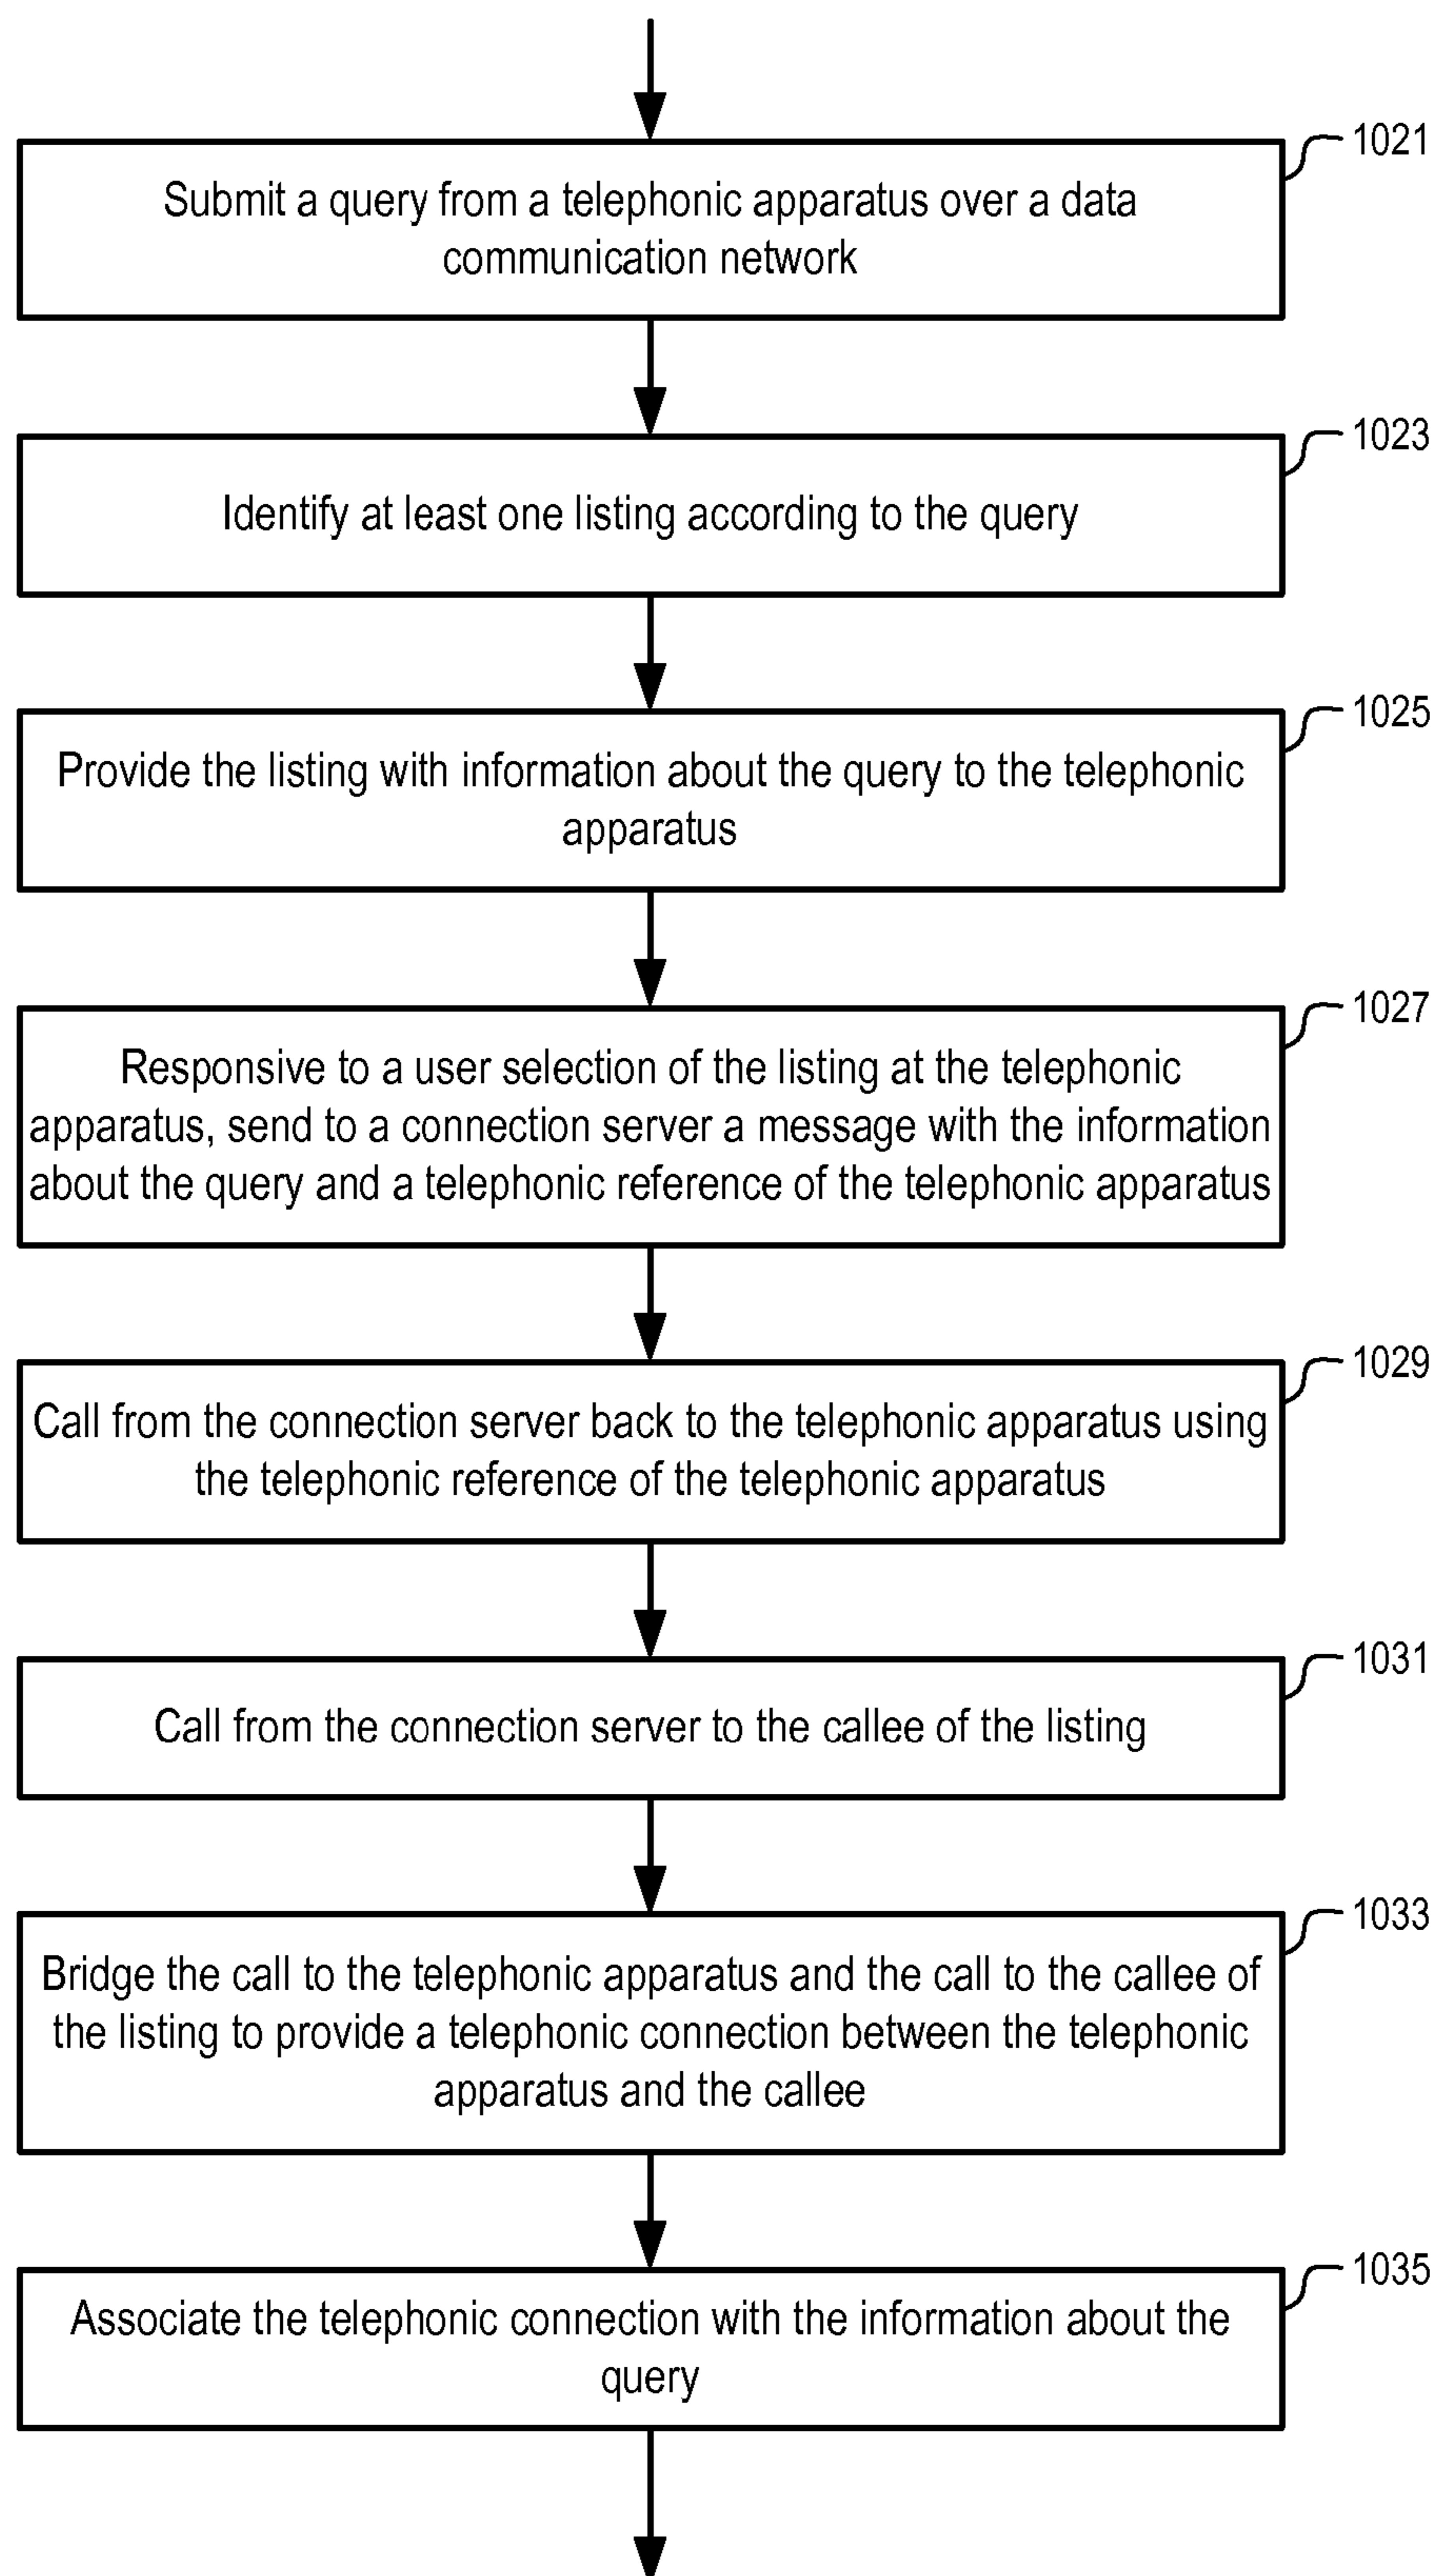 1021
Submit a query from a telephonic apparatus over a data
communication network
1023
Identify at least one listing according to the query
1025
Provide the listing with information about the query to the telephonic
apparatus
1027
Responsive to a user selection of the listing at the telephonic
apparatus, send to a connection server a message with the information
about the query and a telephonic reference of the telephonic apparatus
1029
Call from the connection server back to the telephonic apparatus using
the telephonic reference of the telephonic apparatus
1031
Call from the connection server to the callee of the listing
1033
Bridge the call to the telephonic apparatus and the call to the callee of
the listing to provide a telephonic connection between the telephonic
apparatus and the callee
1035
Associate the telephonic connection with the information about the
query